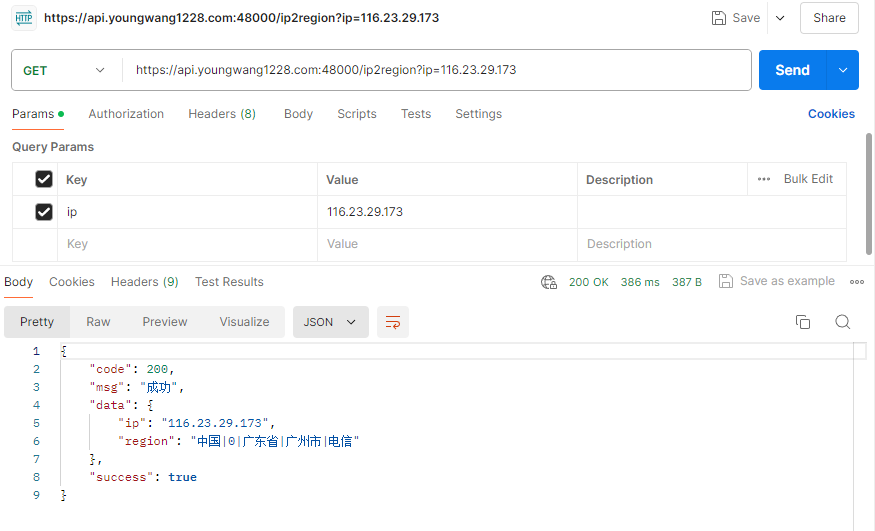 HTTP https://api.youngwang1228.com:48000/ip2region?ip=116.23.29.173 Save Share
GET https://api.youngwang1228.com:48000/ip2region?ip=116.23.29.173 Send
Params Authorization Headers (8) Body Scripts Tests Settings Cookies
Query Params
Key Value Description Bulk Edit
ip 116.23.29.173
Key Value Description
Body Cookies Headers (9) Test Results 200 OK 386 ms 387 B Save as example
Pretty Raw Preview Visualize JSON
1 {
2 "code": 200,
3 "msg": "成功",
4 "data": {
5 "ip": "116.23.29.173",
6 "region": "中国|0|广东省|广州市|电信"
7 },
8 "success": true
9 }